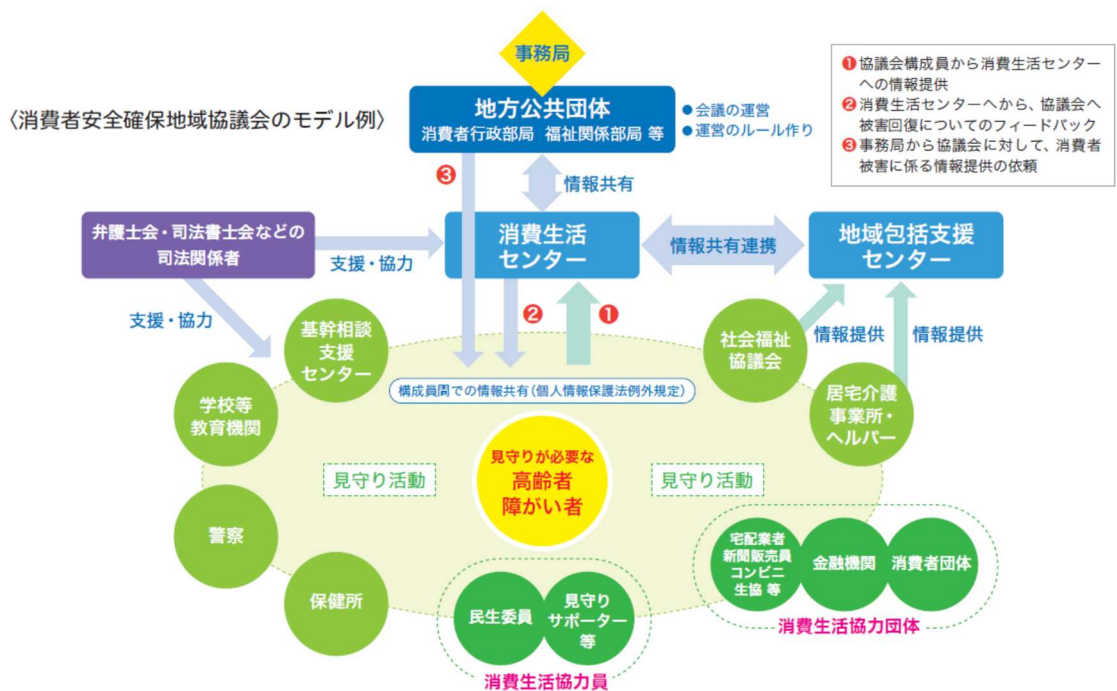 事務局
〈消費者安全確保地域協議会のモデル例〉
地方公共団体
消費者行政部局 福祉関係部局 等
●会議の運営
●運営のルール作り
❶協議会構成員から消費生活センター
への情報提供
❷消費生活センターへから、協議会へ
被害回復についてのフィードバック
❸事務局から協議会に対して、消費者
被害に係る情報提供の依頼
❸
情報共有
弁護士会・司法書士会などの
司法関係者
支援・協力
消費生活
センター
情報共有連携
地域包括支援
センター
支援・協力
❷
❶
情報提供
情報提供
基幹相談
支援
センター
社会福祉
協議会
構成員間での情報共有(個人情報保護法例外規定)
学校等
教育機関
居宅介護
事業所・
ヘルパー
見守りが必要な
高齢者
障がい者
見守り活動
見守り活動
警察
保健所
宅配業者
新聞販売員
コンビニ
生協 等
金融機関
消費者団体
消費生活協力団体
民生委員
見守り
サポーター
等
消費生活協力員